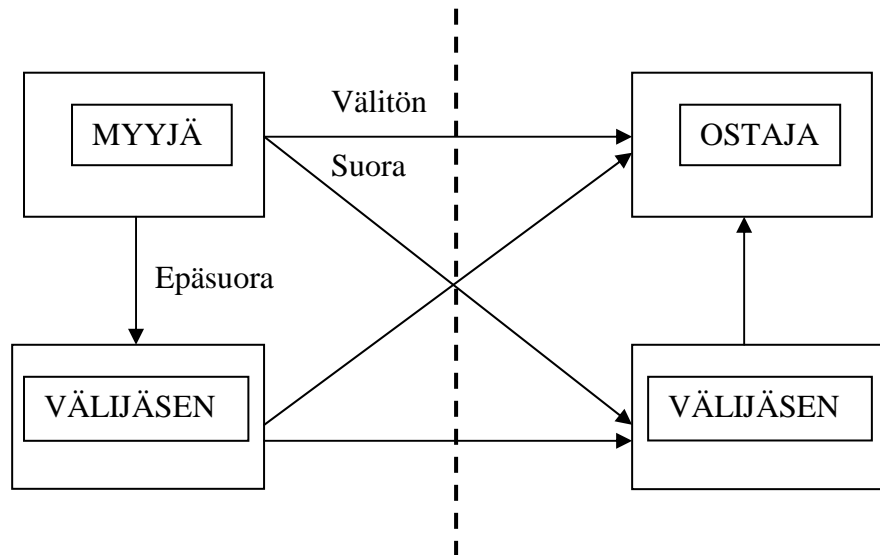 Välitön
MYYJÄ
OSTAJA
Suora
Epäsuora
VÄLIJÄSEN
VÄLIJÄSEN